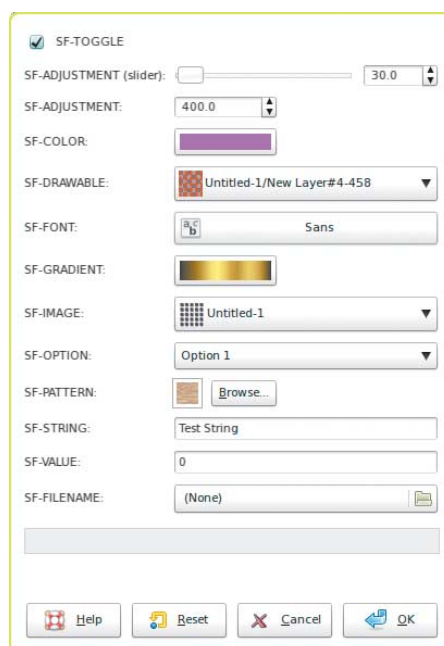 SF-TOGGLE
SF-ADJUSTMENT (slider): 30.0
SF-ADJUSTMENT: 400.0
SF-COLOR:
SF-DRAWABLE: Untitled-1/New Layer#4-458
SF-FONT: a c b Sans
SF-GRADIENT:
SF-IMAGE: Untitled-1
SF-OPTION: Option 1
SF-PATTERN: Browse...
SF-STRING: Test String
SF-VALUE: 0
SF-FILENAME: (None)
Help Reset Cancel OK